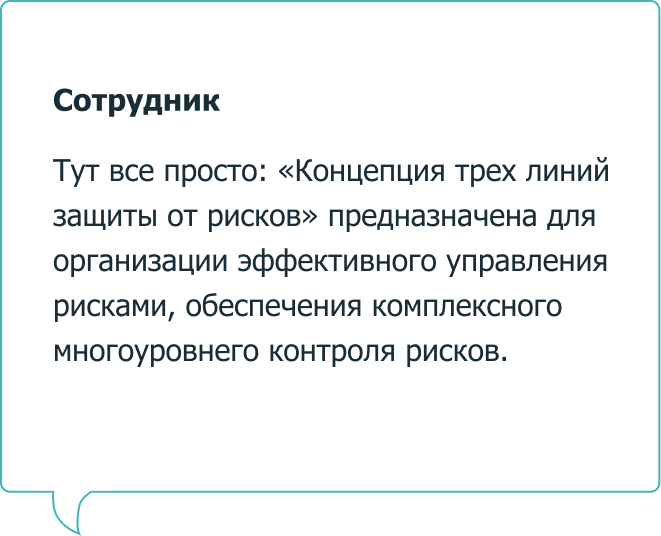 Сотрудник
Тут все просто: «Концепция трех линий
защиты от рисков» предназначена для
организации эффективного управления
рисками, обеспечения комплексного
многоуровнего контроля рисков.